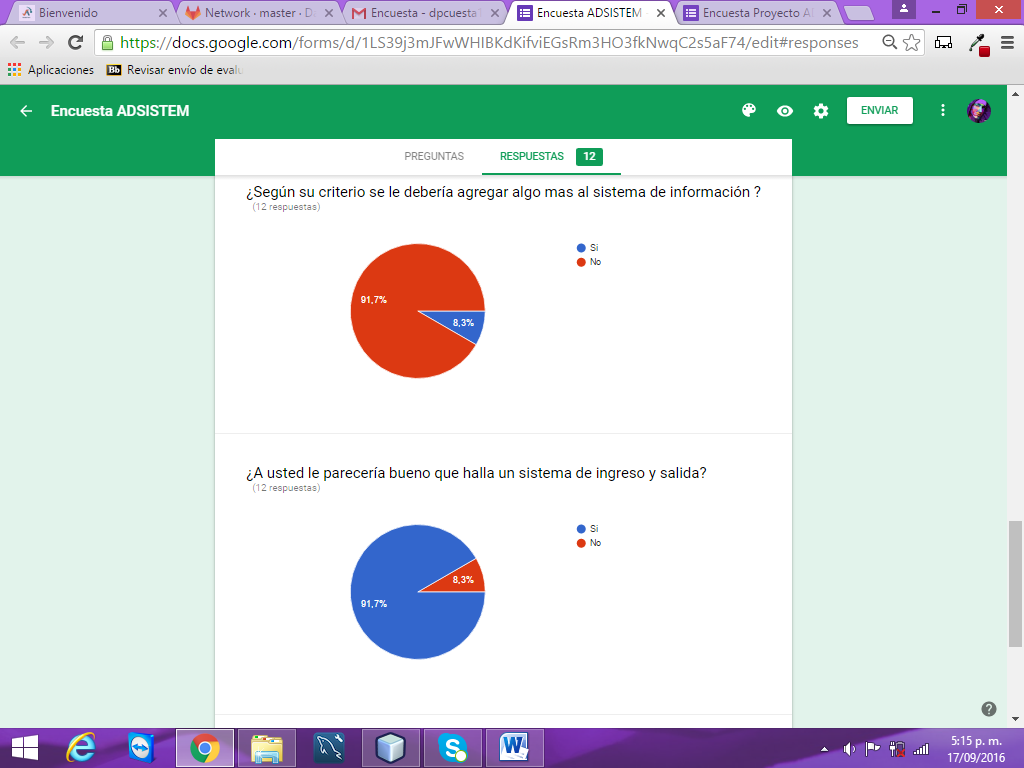 Bienvenido
Network · master · D
Encuesta - dpcuesta
Encuesta ADSISTEM
Encuesta Proyecto A
https://docs.google.com/forms/d/1LS39j3mJFwWHIBKdKifviEGsRm3HO3fkNwqC2s5aF74/edit#responses
Aplicaciones
Bb
Revisar envío de evalu
Encuesta ADSISTEM
ENVIAR
PREGUNTAS
RESPUESTAS 12
¿Según su criterio se le debería agregar algo mas al sistema de información ?
(12 respuestas)
Si
No
91,7%
8,3%
¿A usted le parecería bueno que halla un sistema de ingreso y salida?
(12 respuestas)
Si
No
8,3%
91,7%
5:15 p. m.
17/09/2016